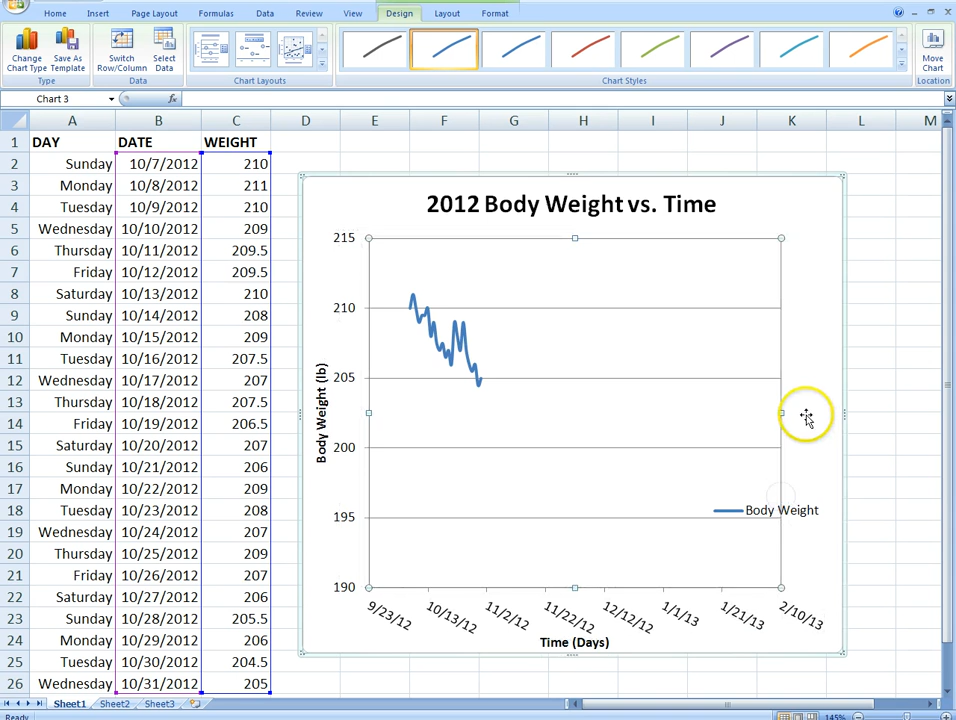 Home Insert Page Layout Formulas Data Review View Design Layout Format
Change Chart Type Save As Template Switch Row/Column Select Data Move Chart
Type Data Chart Layouts Chart Styles Location
Chart 3 fx
A B C D E F G H I J K L M
1 DAY DATE WEIGHT
2 Sunday 10/7/2012 210
3 Monday 10/8/2012 211
4 Tuesday 10/9/2012 210
5 Wednesday 10/10/2012 209
6 Thursday 10/11/2012 209.5
7 Friday 10/12/2012 209.5
8 Saturday 10/13/2012 210
9 Sunday 10/14/2012 208
10 Monday 10/15/2012 209
11 Tuesday 10/16/2012 207.5
12 Wednesday 10/17/2012 207
13 Thursday 10/18/2012 207.5
14 Friday 10/19/2012 206.5
15 Saturday 10/20/2012 207
16 Sunday 10/21/2012 206
17 Monday 10/22/2012 209
18 Tuesday 10/23/2012 208
19 Wednesday 10/24/2012 207
20 Thursday 10/25/2012 209
21 Friday 10/26/2012 207
22 Saturday 10/27/2012 206
23 Sunday 10/28/2012 205.5
24 Monday 10/29/2012 206
25 Tuesday 10/30/2012 204.5
26 Wednesday 10/31/2012 205
2012 Body Weight vs. Time
215
210
205
200
195
190
Body Weight (lb)
Body Weight
9/23/12 10/13/12 11/2/12 11/22/12 12/12/12 1/1/13 1/21/13 2/10/13
Time (Days)
Sheet1 Sheet2 Sheet3
Ready 145%